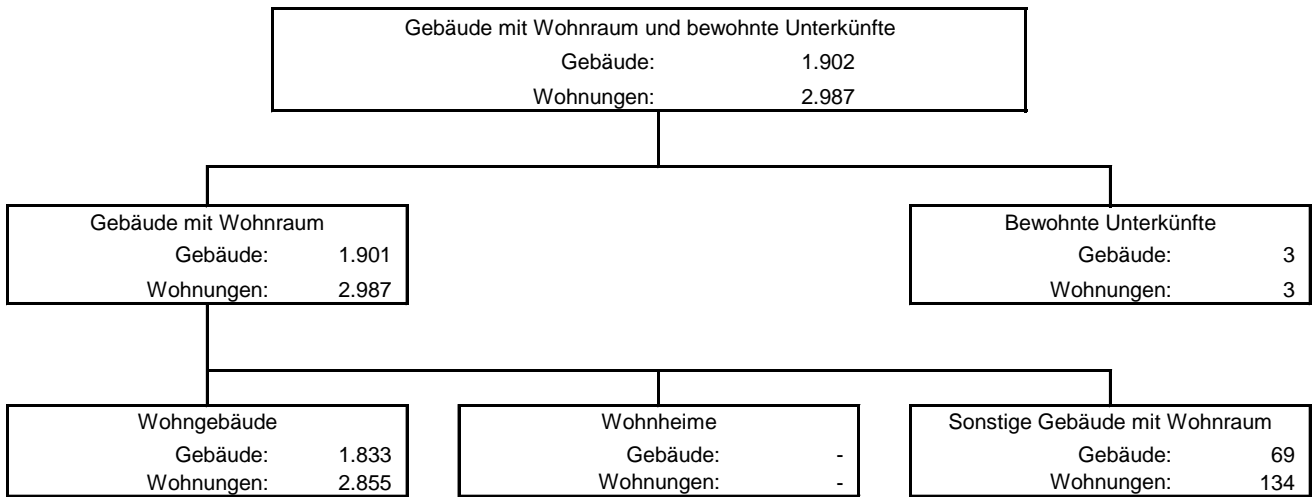 Gebäude mit Wohnraum und bewohnte Unterkünfte
Gebäude: 1.902
Wohnungen: 2.987
Gebäude mit Wohnraum
Gebäude: 1.901
Wohnungen: 2.987
Bewohnte Unterkünfte
Gebäude: 3
Wohnungen: 3
Wohngebäude
Gebäude: 1.833
Wohnungen: 2.855
Wohnheime
Gebäude: -
Wohnungen: -
Sonstige Gebäude mit Wohnraum
Gebäude: 69
Wohnungen: 134